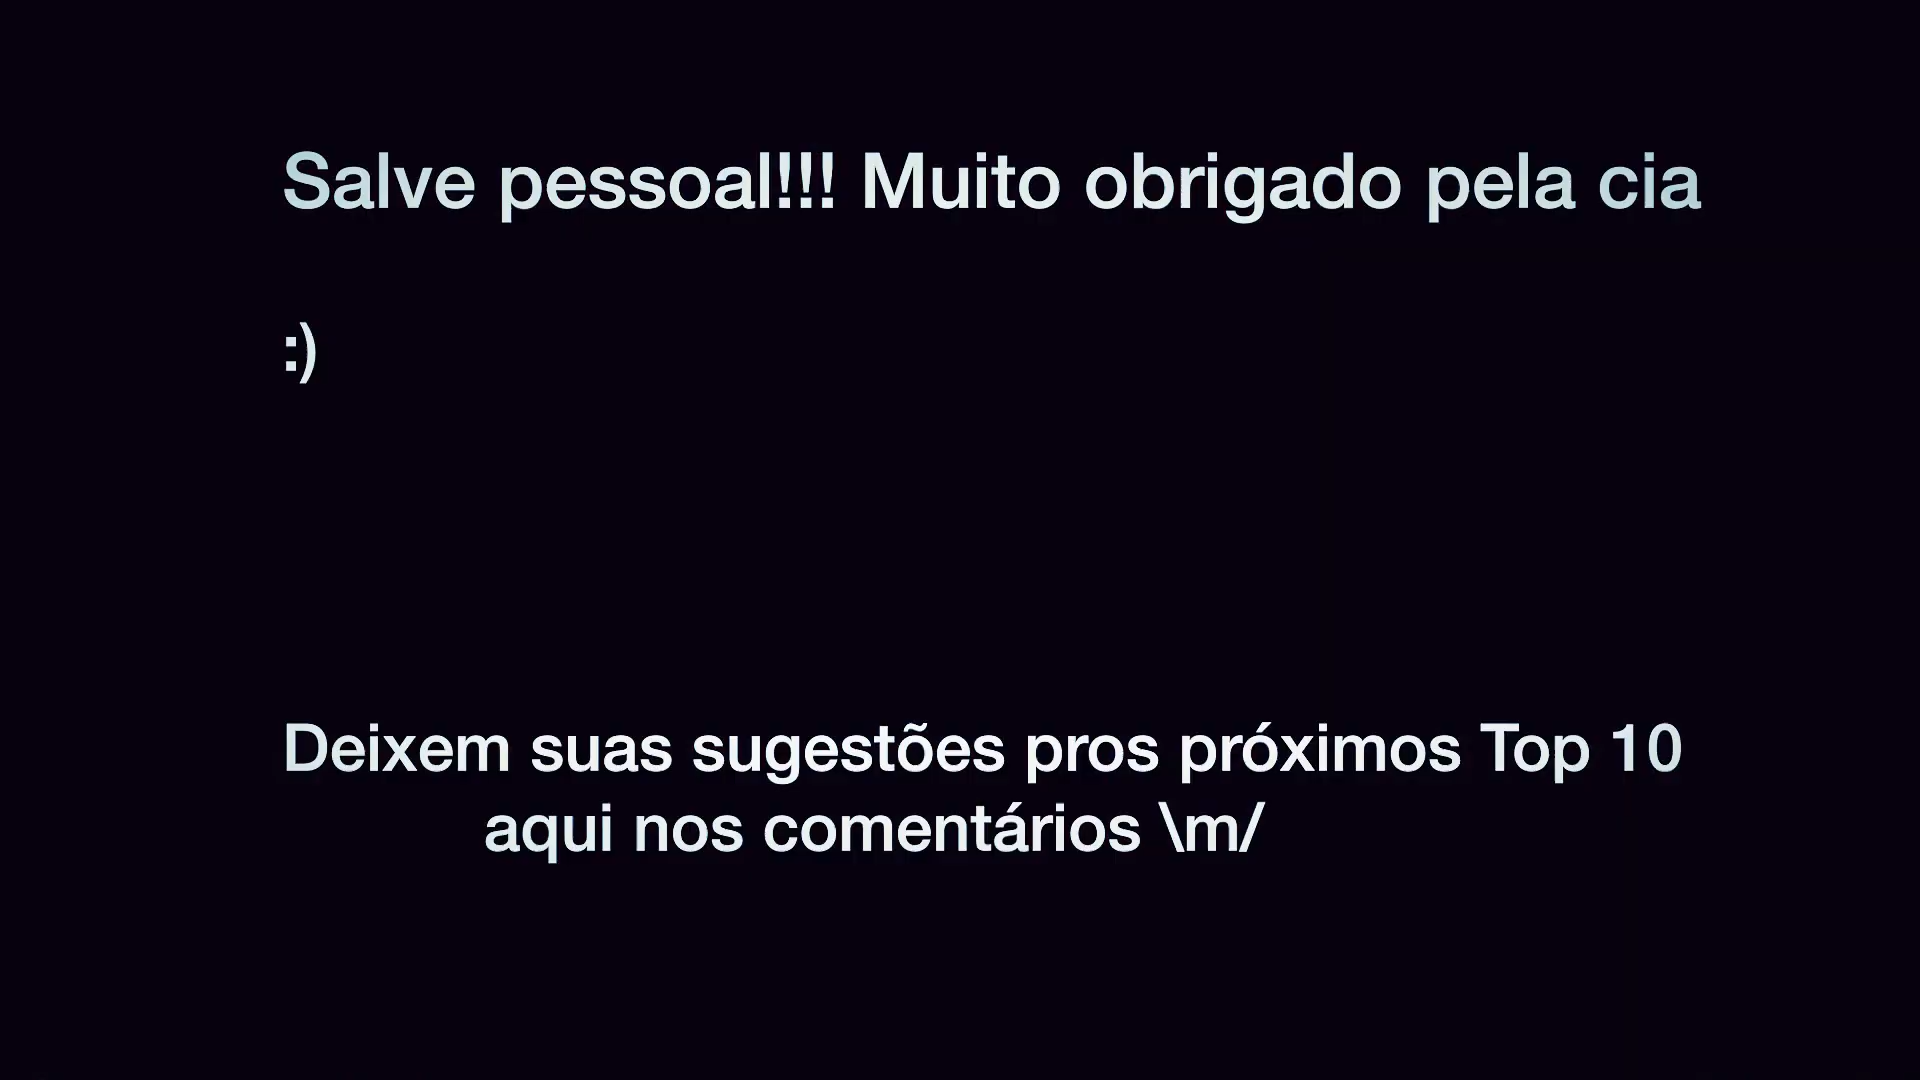 Salve pessoal!!! Muito obrigado pela cia
:)
Deixem suas sugestões pros próximos Top 10
aqui nos comentários \m/